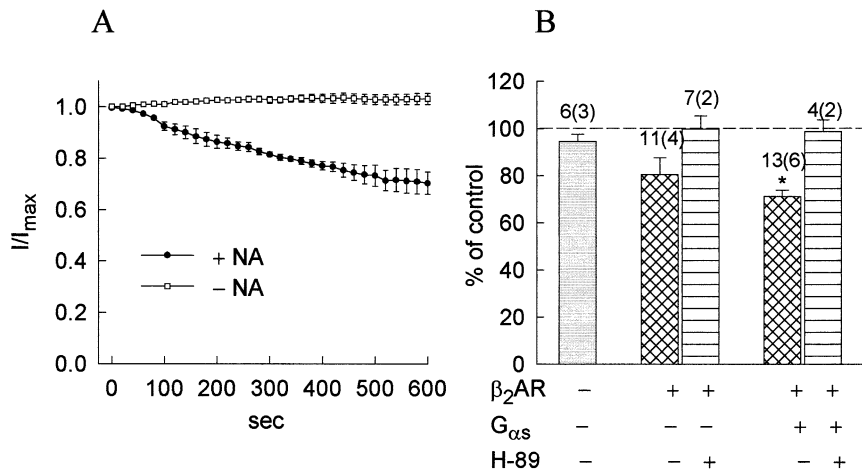 A
B
I/Imax
1.0
0.8
0.6
0.4
0.2
0.0
+ NA
− NA
0 100 200 300 400 500 600
sec
% of control
120
100
80
60
40
20
0
6(3)
11(4)
7(2)
13(6)
*
4(2)
β2AR − + + + +
Gαs − − − + +
H-89 − − + − +